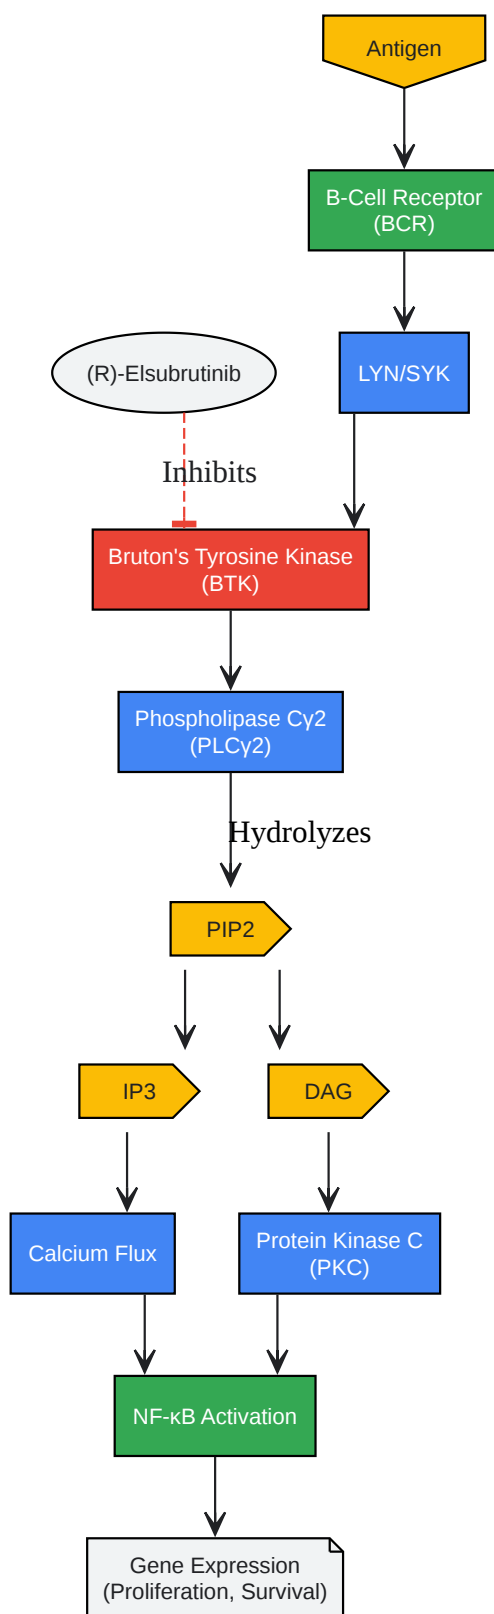 Antigen
B-Cell Receptor
(BCR)
(R)-Elsubrutinib
LYN/SYK
Inhibits
Bruton's Tyrosine Kinase
(BTK)
Phospholipase Cγ2
(PLCγ2)
Hydrolyzes
PIP2
IP3
DAG
Calcium Flux
Protein Kinase C
(PKC)
NF-κB Activation
Gene Expression
(Proliferation, Survival)